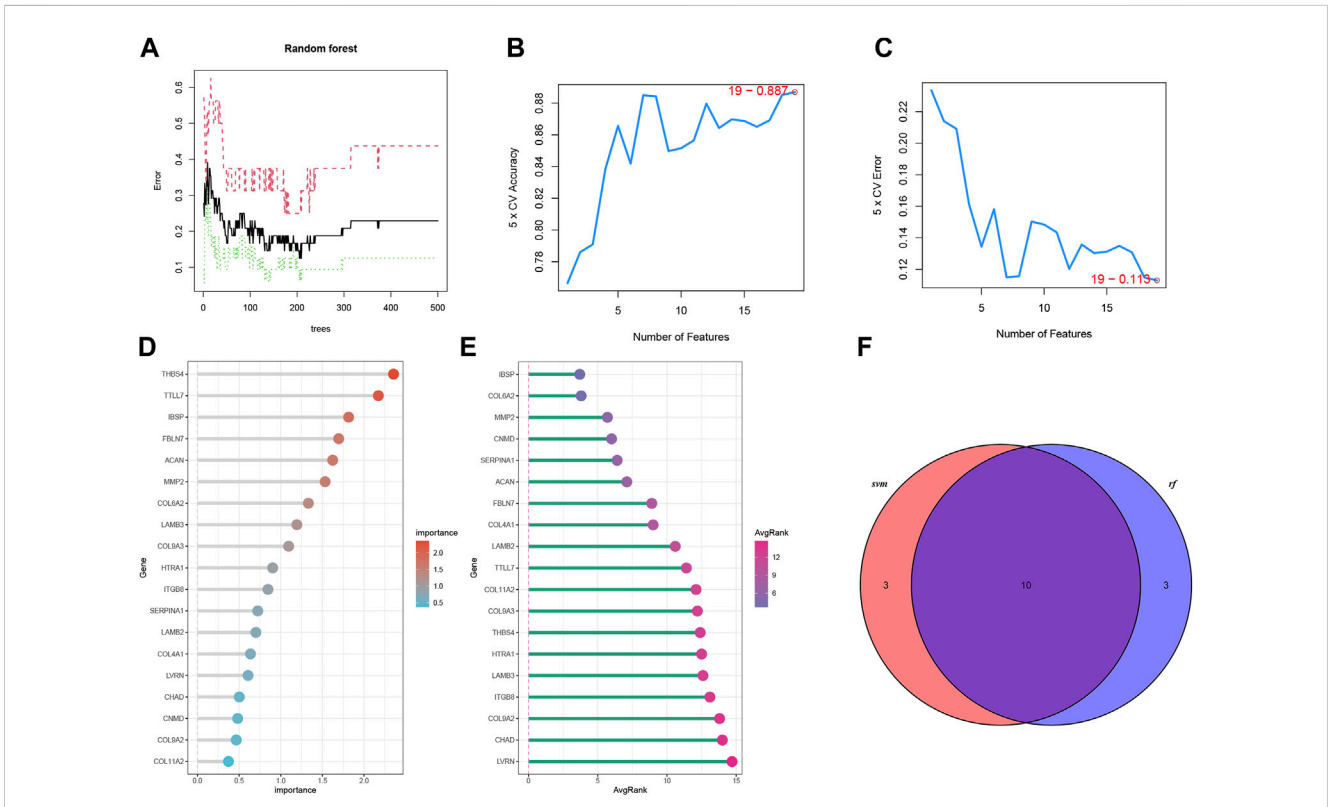 A
Random forest
Error
0.1
0.2
0.3
0.4
0.5
0.6
0
100
200
300
400
500
trees
B
5 x CV Accuracy
0.78
0.80
0.82
0.84
0.86
0.88
19 − 0.887
5
10
15
Number of Features
C
5 x CV Error
0.12
0.14
0.16
0.18
0.20
0.22
19 − 0.113
5
10
15
Number of Features
D
Gene
THBS4
TTLL7
IBSP
FBLN7
ACAN
MMP2
COL6A2
LAMB3
COL9A3
HTRA1
ITGB8
SERPINA1
LAMB2
COL4A1
LVRN
CHAD
CNMD
COL9A2
COL11A2
0.0
0.5
1.0
1.5
2.0
importance
importance
2.0
1.5
1.0
0.5
E
Gene
IBSP
COL6A2
MMP2
CNMD
SERPINA1
ACAN
FBLN7
COL4A1
LAMB2
TTLL7
COL11A2
COL9A3
THBS4
HTRA1
LAMB3
ITGB8
COL9A2
CHAD
LVRN
0
5
10
15
AvgRank
AvgRank
12
9
6
F
svm
rf
3
10
3